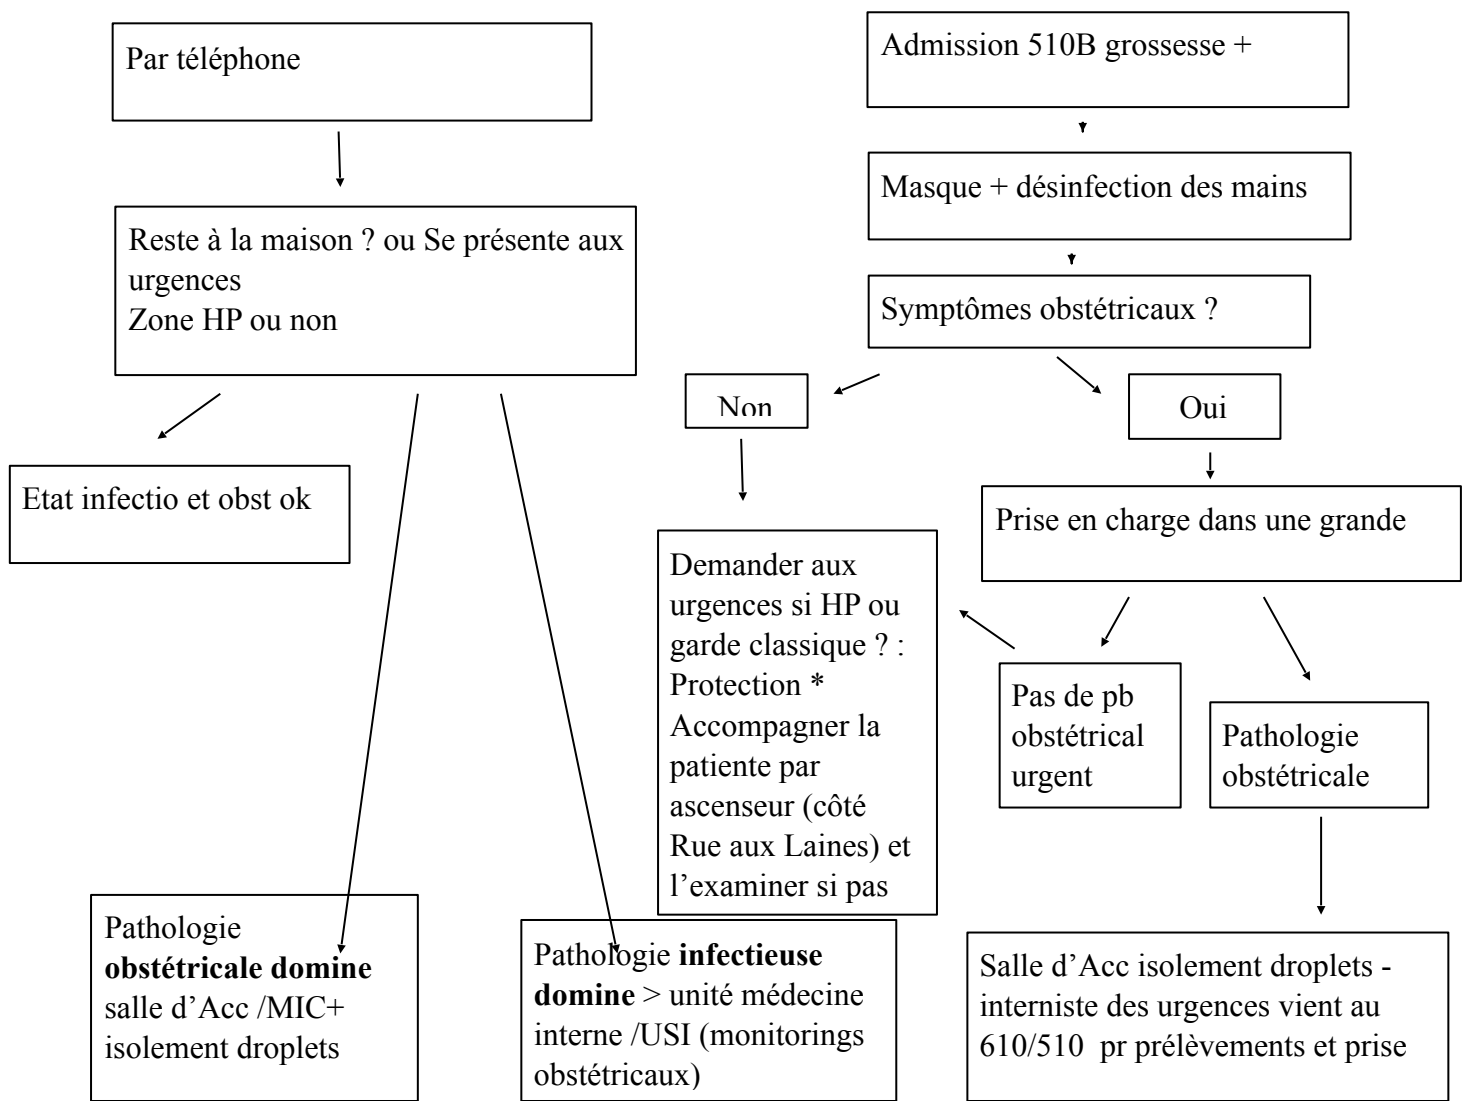 Par téléphone
Admission 510B grossesse +
Masque + désinfection des mains
Reste à la maison ? ou Se présente aux
urgences
Zone HP ou non
Symptômes obstétricaux ?
Non
Oui
Etat infectio et obst ok
Prise en charge dans une grande
Demander aux
urgences si HP ou
garde classique ? :
Protection *
Accompagner la
patiente par
ascenseur (côté
Rue aux Laines) et
l’examiner si pas
Pas de pb
obstétrical
urgent
Pathologie
obstétricale
Pathologie
obstétricale domine
salle d’Acc /MIC+
isolement droplets
Pathologie infectieuse
domine > unité médecine
interne /USI (monitorings
obstétricaux)
Salle d’Acc isolement droplets -
interniste des urgences vient au
610/510 pr prélèvements et prise